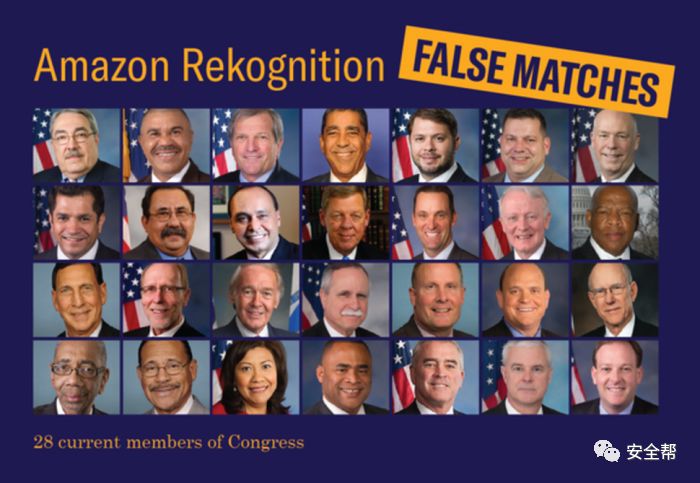 Amazon Rekognition
FALSE MATCHES
28 current members of Congress
安全帮